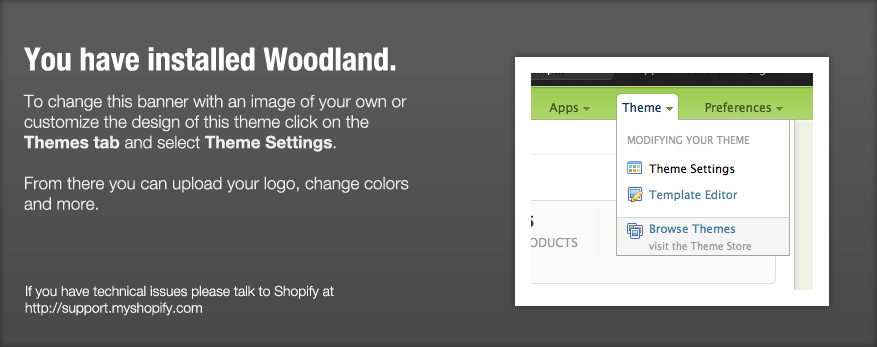 You have installed Woodland.
To change this banner with an image of your own or
customize the design of this theme click on the
Themes tab and select Theme Settings.
From there you can upload your logo, change colors
and more.
If you have technical issues please talk to Shopify at
http://support.myshopify.com
Apps
Theme
Preferences
MODIFYING YOUR THEME
Theme Settings
Template Editor
Browse Themes
visit the Theme Store